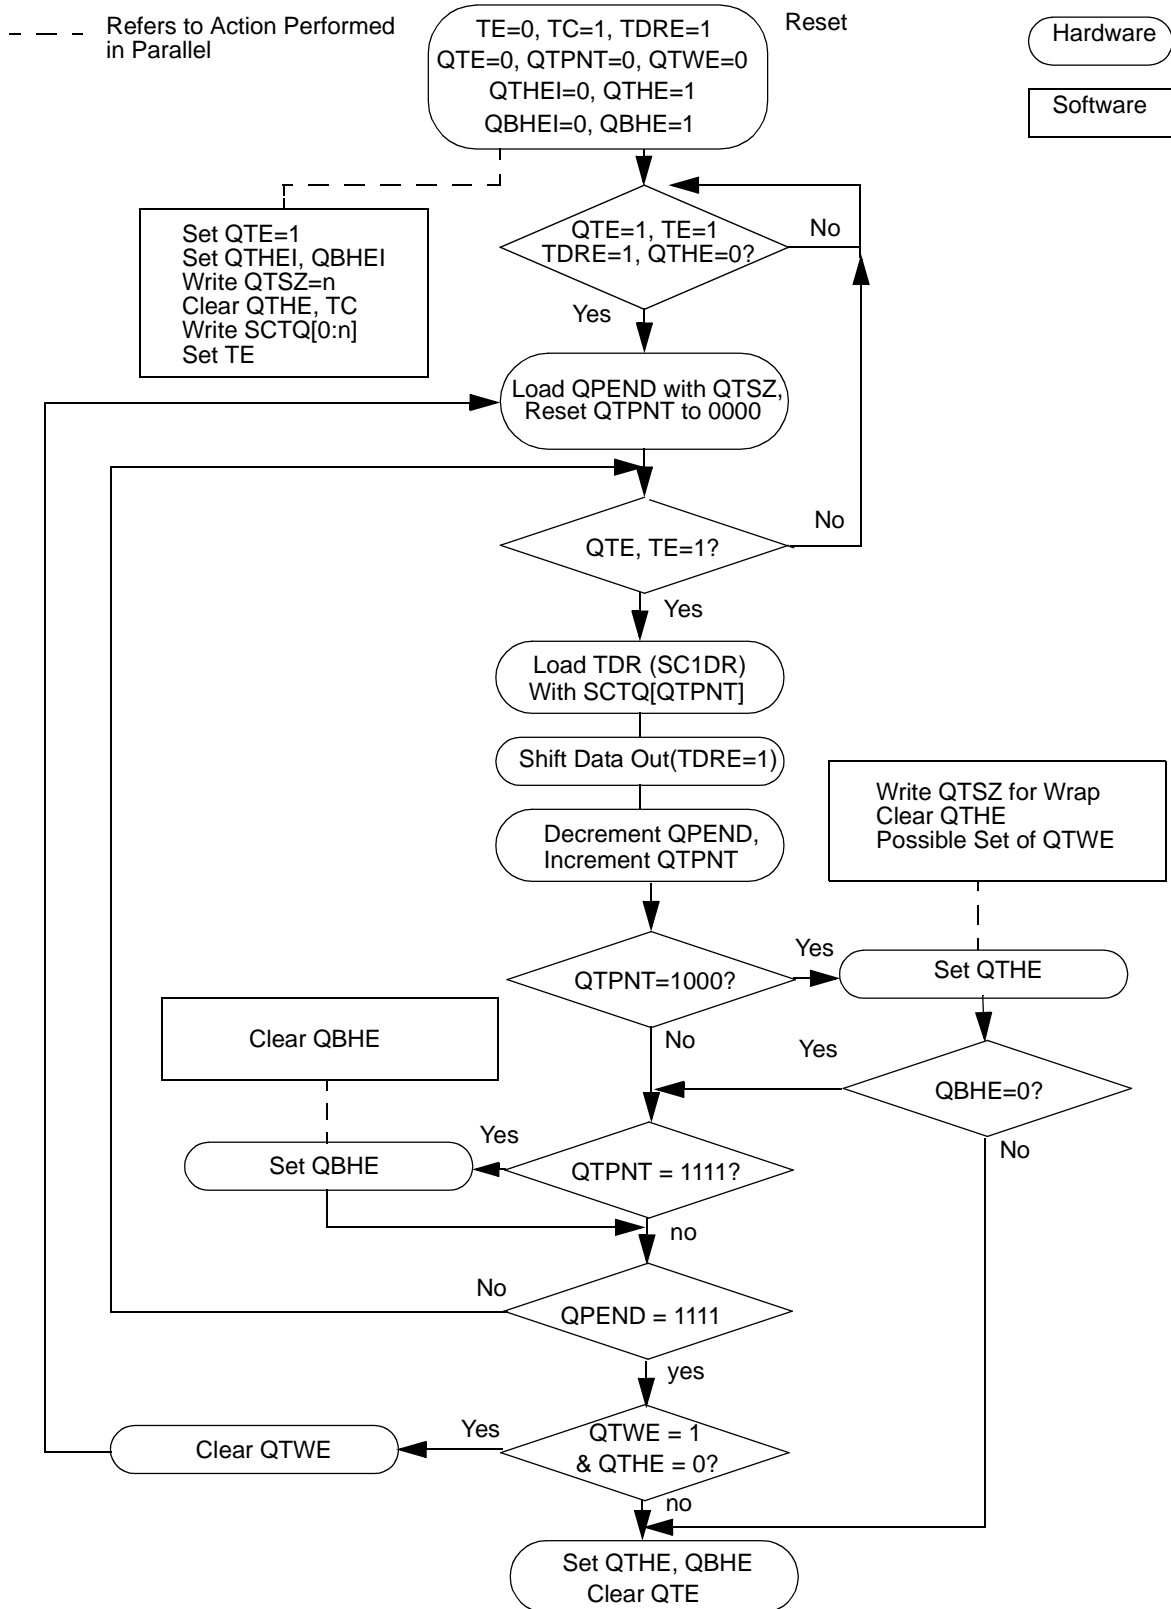 Refers to Action Performed
in Parallel
TE=0, TC=1, TDRE=1
QTE=0, QTPNT=0, QTWE=0
QTHEI=0, QTHE=1
QBHEI=0, QBHE=1
Reset
Hardware
Software
Set QTE=1
Set QTHEI, QBHEI
Write QTSZ=n
Clear QTHE, TC
Write SCTQ[0:n]
Set TE
QTE=1, TE=1
TDRE=1, QTHE=0?
No
Yes
Load QPEND with QTSZ,
Reset QTPNT to 0000
QTE, TE=1?
No
Yes
Load TDR (SC1DR)
With SCTQ[QTPNT]
Shift Data Out(TDRE=1)
Decrement QPEND,
Increment QTPNT
Write QTSZ for Wrap
Clear QTHE
Possible Set of QTWE
QTPNT=1000?
Yes
Set QTHE
No
Yes
QBHE=0?
No
Clear QBHE
Yes
Set QBHE
QTPNT = 1111?
no
No
QPEND = 1111
yes
Yes
Clear QTWE
QTWE = 1
& QTHE = 0?
no
Set QTHE, QBHE
Clear QTE